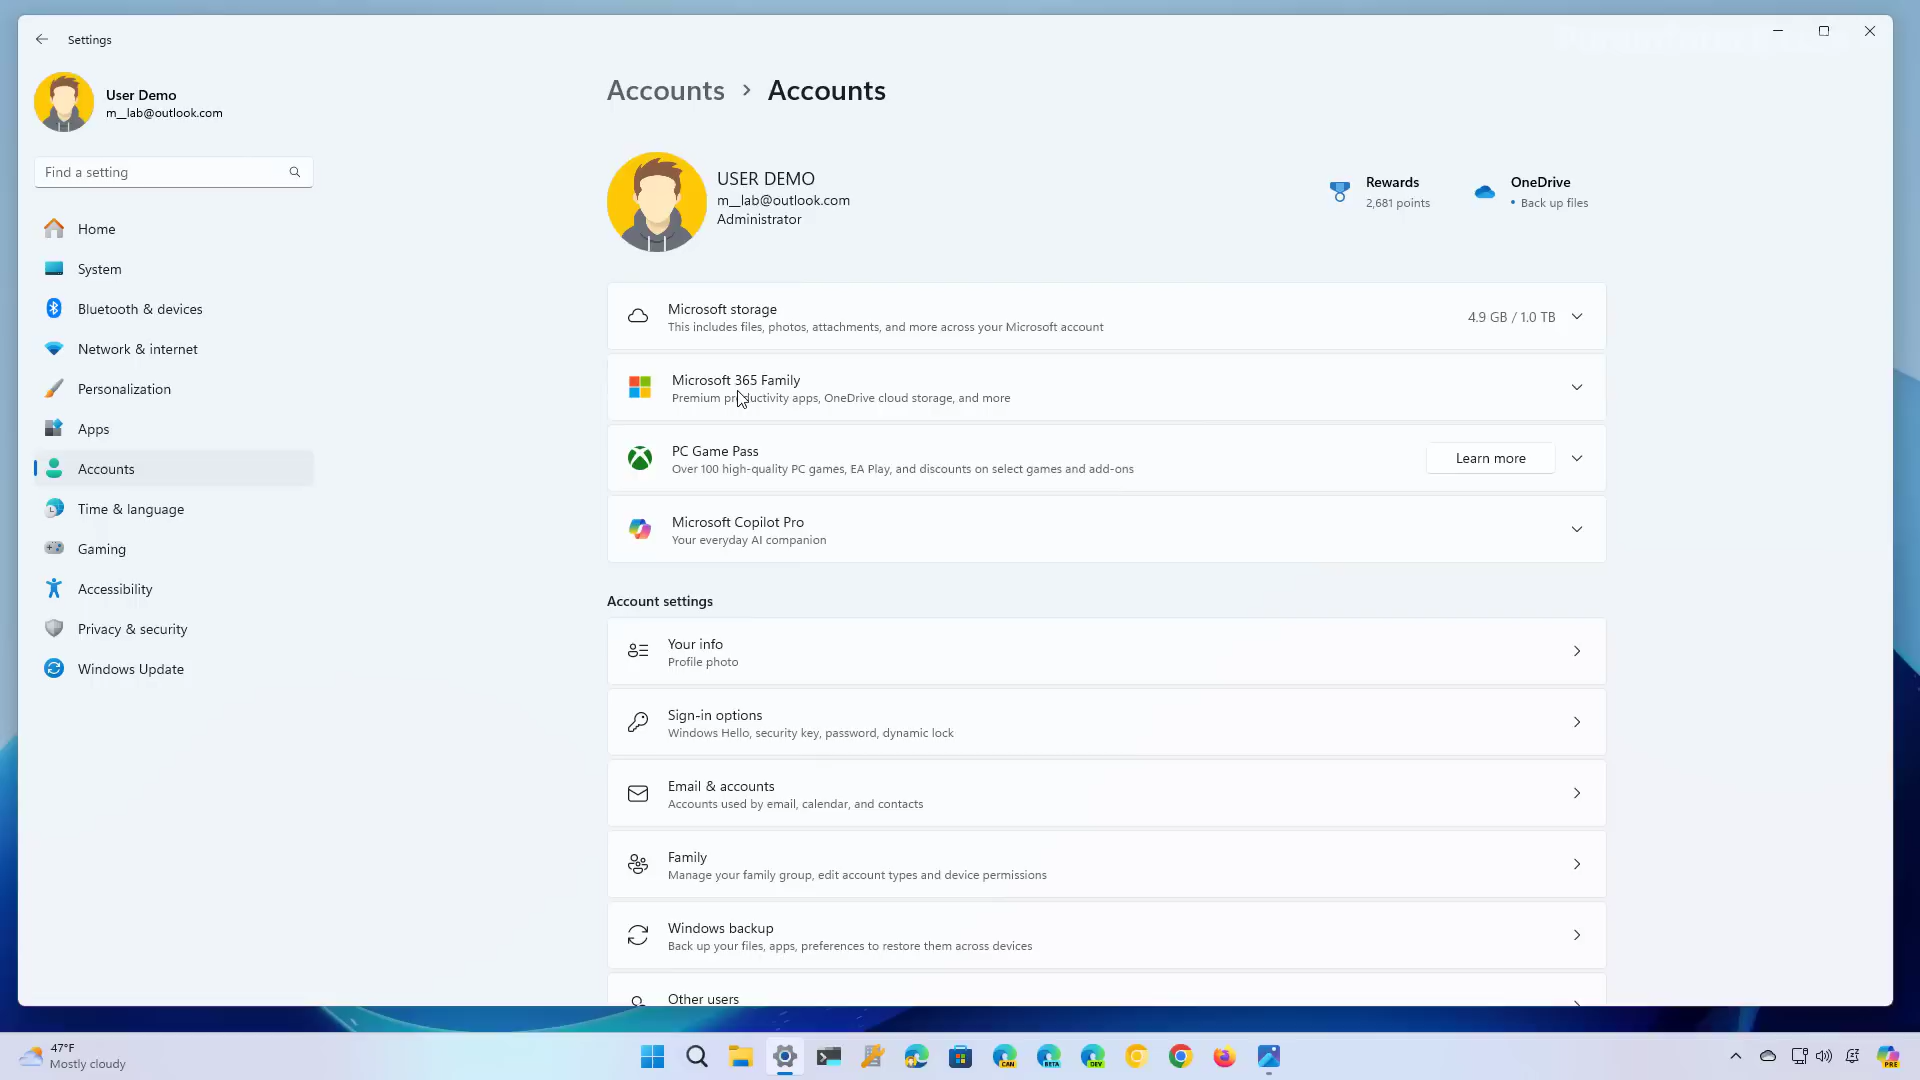 Settings
User Demo
m__lab@outlook.com
Find a setting
Home
System
Bluetooth & devices
Network & internet
Personalization
Apps
Accounts
Time & language
Gaming
Accessibility
Privacy & security
Windows Update
Accounts > Accounts
USER DEMO
m__lab@outlook.com
Administrator
Rewards
2,681 points
OneDrive
• Back up files
Microsoft storage
This includes files, photos, attachments, and more across your Microsoft account
4.9 GB / 1.0 TB
Microsoft 365 Family
Premium productivity apps, OneDrive cloud storage, and more
PC Game Pass
Over 100 high-quality PC games, EA Play, and discounts on select games and add-ons
Learn more
Microsoft Copilot Pro
Your everyday AI companion
Account settings
Your info
Profile photo
Sign-in options
Windows Hello, security key, password, dynamic lock
Email & accounts
Accounts used by email, calendar, and contacts
Family
Manage your family group, edit account types and device permissions
Windows backup
Back up your files, apps, preferences to restore them across devices
Other users
47°F
Mostly cloudy
CAN
BETA
DEV
PRE